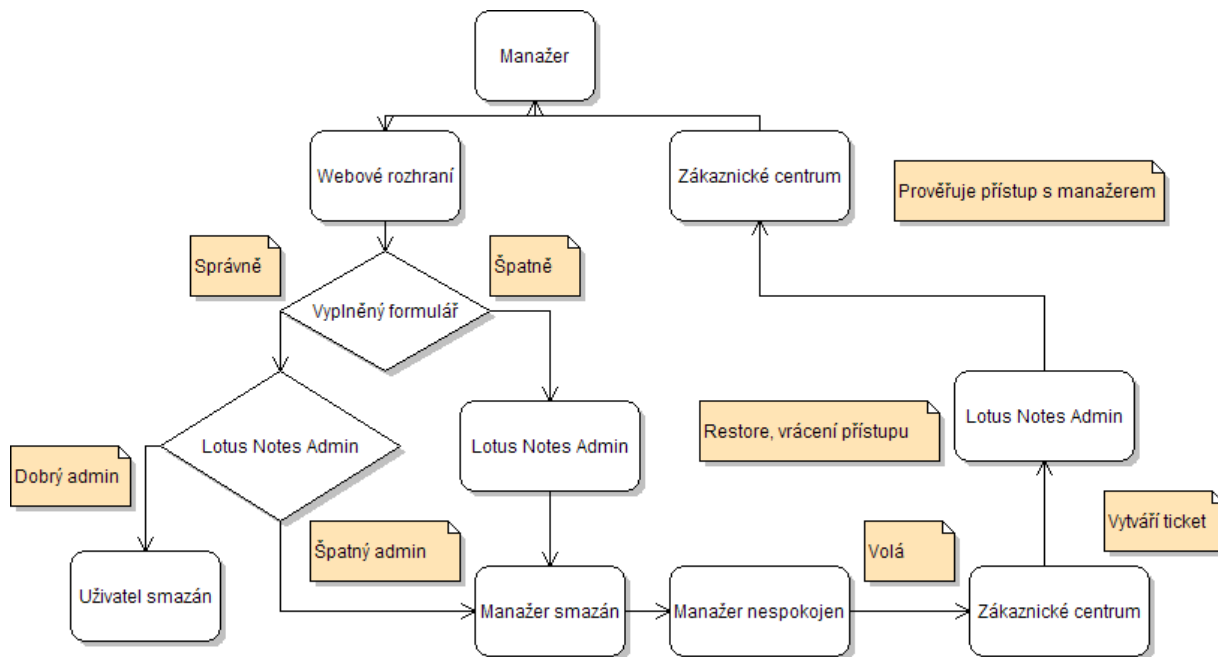 Manažer
Webové rozhraní
Zákaznické centrum
Prověřuje přístup s manažerem
Správně
Špatně
Vyplněný formulář
Lotus Notes Admin
Lotus Notes Admin
Restore, vrácení přístupu
Lotus Notes Admin
Dobrý admin
Špatný admin
Volá
Vytváří ticket
Uživatel smazán
Manažer smazán
Manažer nespokojen
Zákaznické centrum